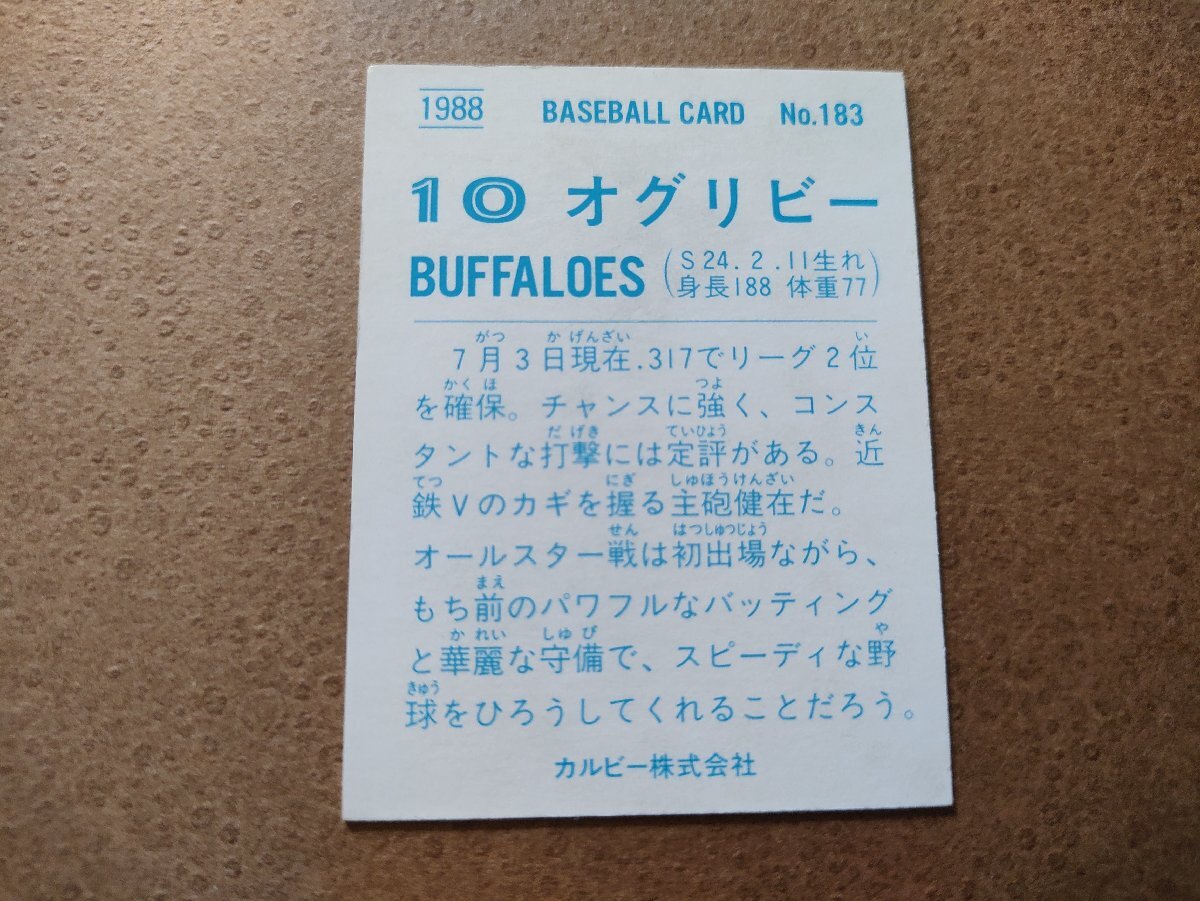 1988 BASEBALL CARD No.183
10 オグリビー
BUFFALOES (S24.2.11生れ
身長188 体重77)
がつ か げんざい い
7月3日現在.317でリーグ2位
かく ほ つよ
を確保。チャンスに強く、コンス
だ げき ていひょう きん
タントな打撃には定評がある。近
てつ にぎ しゅほうけんざい
鉄Vのカギを握る主砲健在だ。
せん はつしゅつじょう
オールスター戦は初出場ながら、
まえ
もち前のパワフルなバッティング
か れい しゅ び や
と華麗な守備で、スピーディな野
きゅう
球をひろうしてくれることだろう。
カルビー株式会社